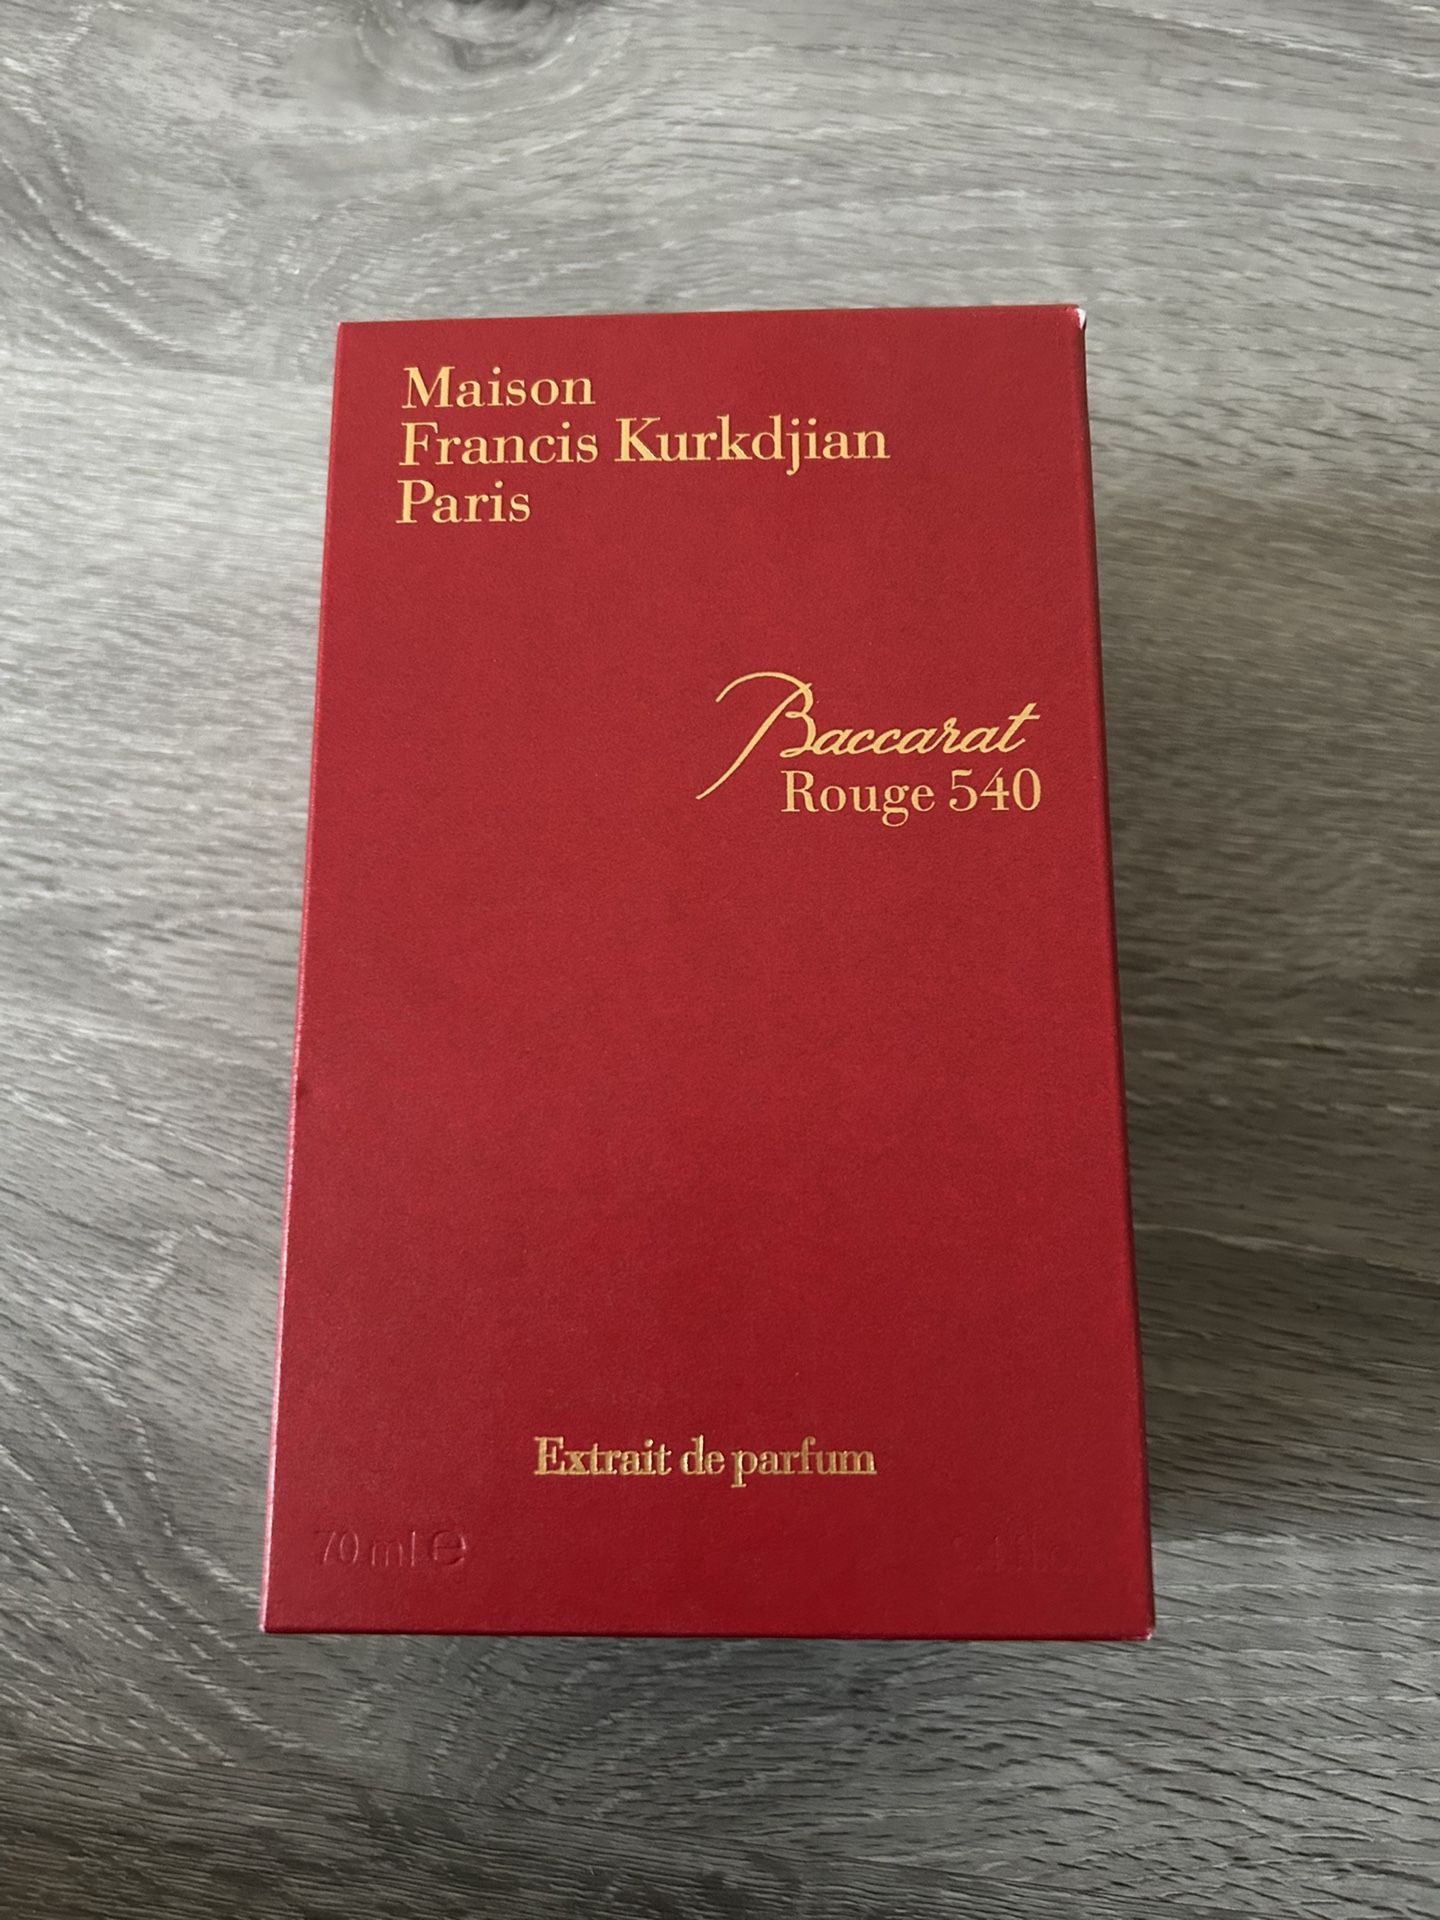 Maison
Francis Kurkdjian
Paris
Baccarat
Rouge 540
Extrait de parfum
70 ml ℮